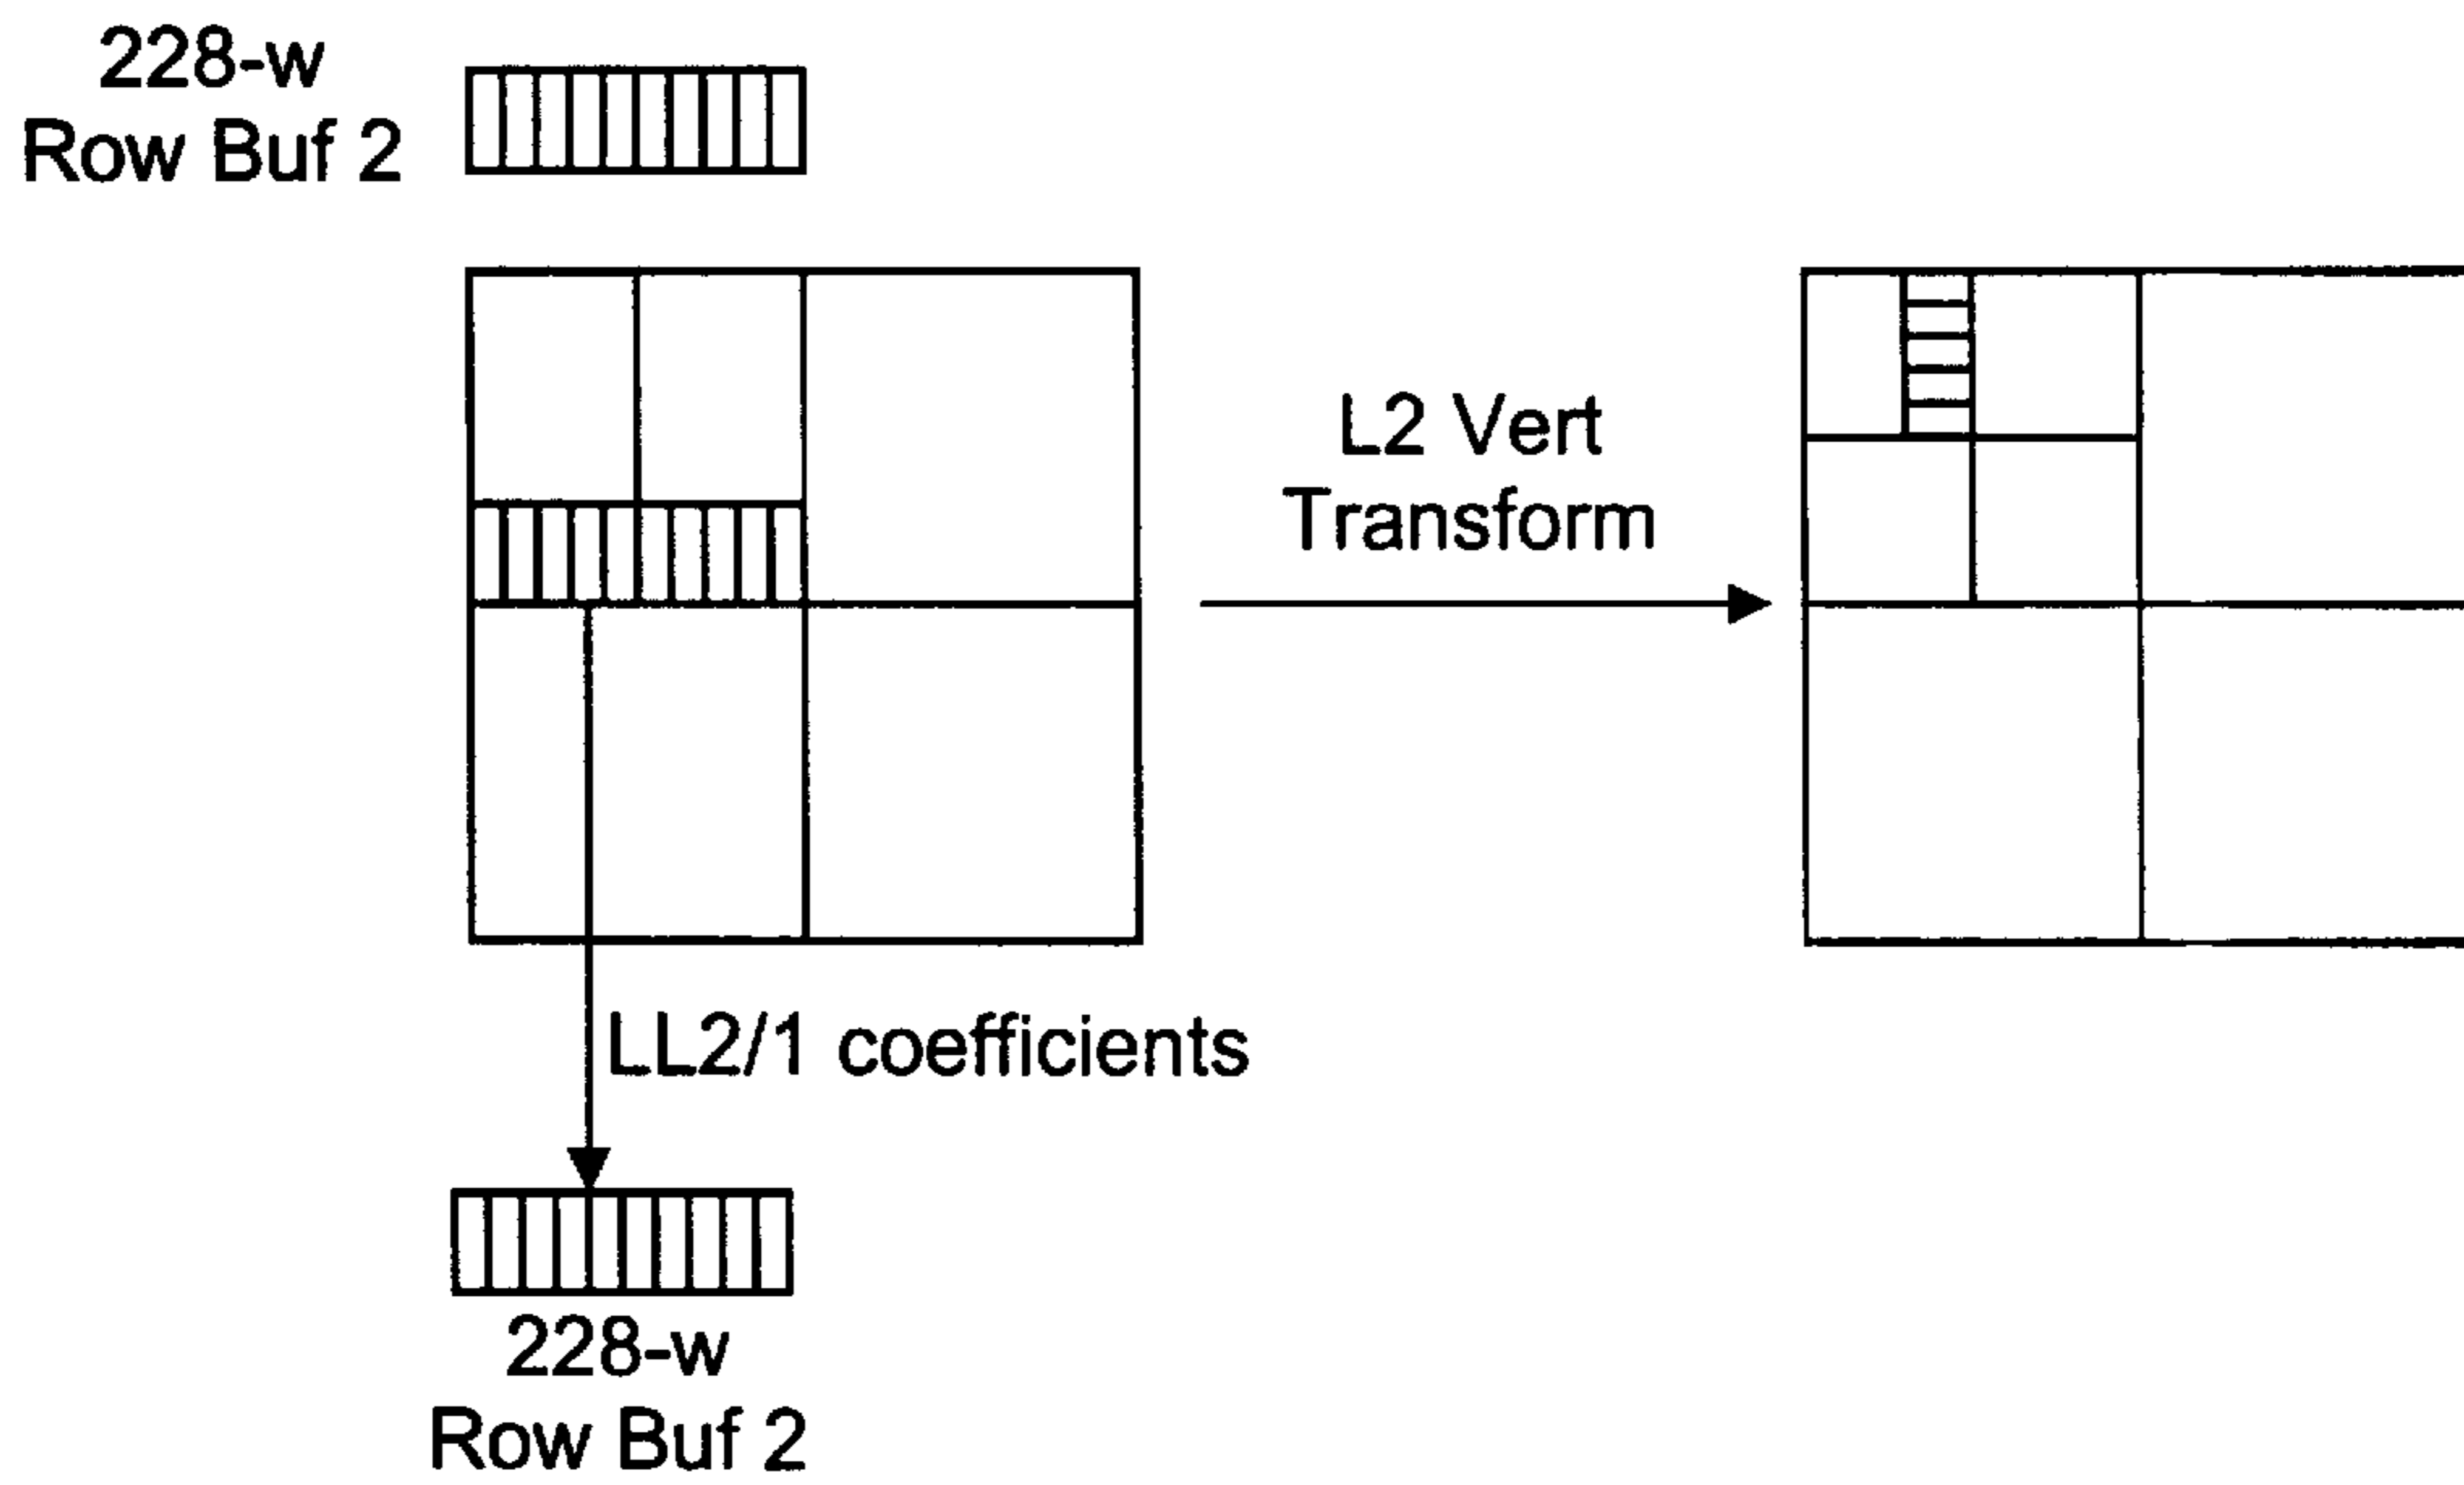 228-w
Row Buf 2
L2 Vert
Transform
LL2/1 coefficients
228-w
Row Buf 2